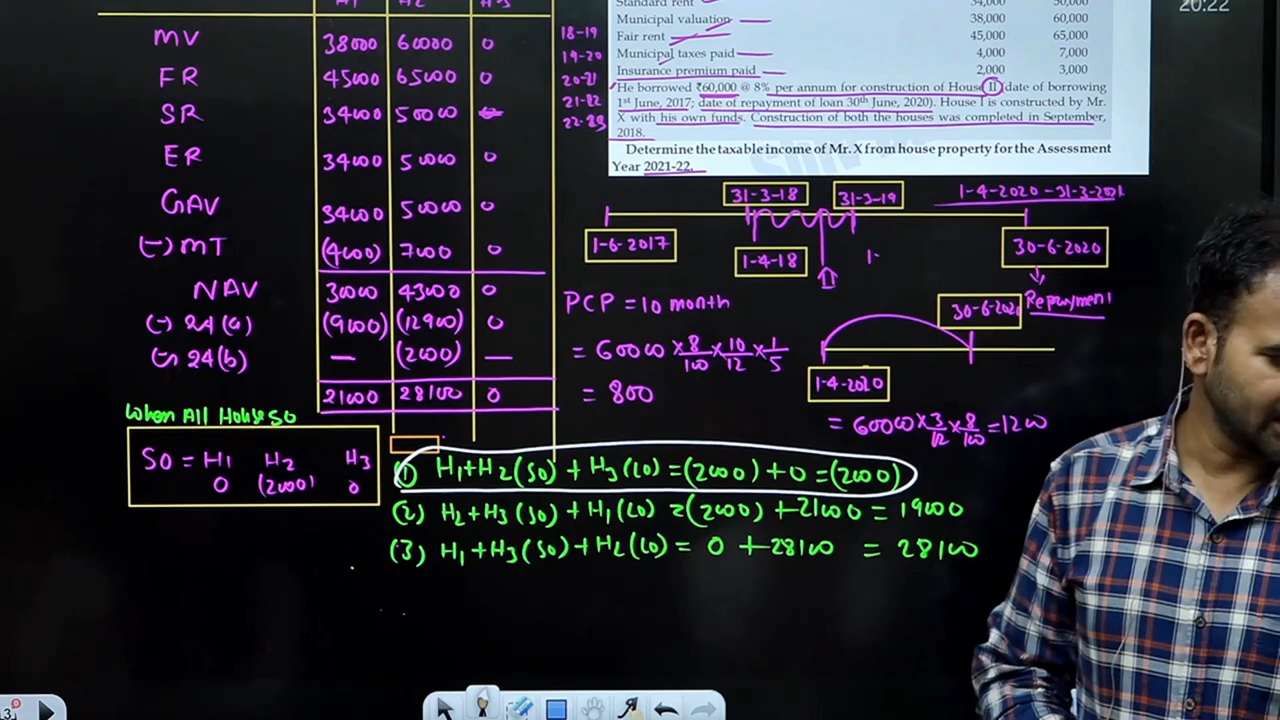 H1 H2 H3
MV 38000 60000 0
FR 45000 65000 0
SR 34000 50000
ER 34000 50000 0
GAV 34000 50000 0
(-) MT (4000) 7000 0
NAV 30000 43000 0
(-) 24(a) (9000) (12900) 0
(-) 24(b) — (2000) —
21000 28100 0
When All House SO
SO = H1 H2 H3
0 (2000) 0
18-19
19-20
20-21
21-22
22-23
Standard rent 34,000 50,000
Municipal valuation 38,000 60,000
Fair rent 45,000 65,000
Municipal taxes paid 4,000 7,000
Insurance premium paid 2,000 3,000
He borrowed ₹60,000 @ 8% per annum for construction of House II (date of borrowing
1st June, 2017; date of repayment of loan 30th June, 2020). House I is constructed by Mr.
X with his own funds. Construction of both the houses was completed in September,
2018.
Determine the taxable income of Mr. X from house property for the Assessment
Year 2021-22.
20:22
31-3-18 31-3-19 1-4-2020 - 31-3-2021
1-6-2017 1-4-18 1- 30-6-2020
Repayment
PCP = 10 month
= 60000 × 8/100 × 10/12 × 1/5
= 800
30-6-2020
1-4-2020
= 60000 × 3/12 × 8/100 = 1200
(1) H1+H2(SO) + H3(LO) = (2000) + 0 = (2000)
(2) H2+H3(SO) + H1(LO) = (2000) + 21000 = 19000
(3) H1+H3(SO) + H2(LO) = 0 + 28100 = 28100